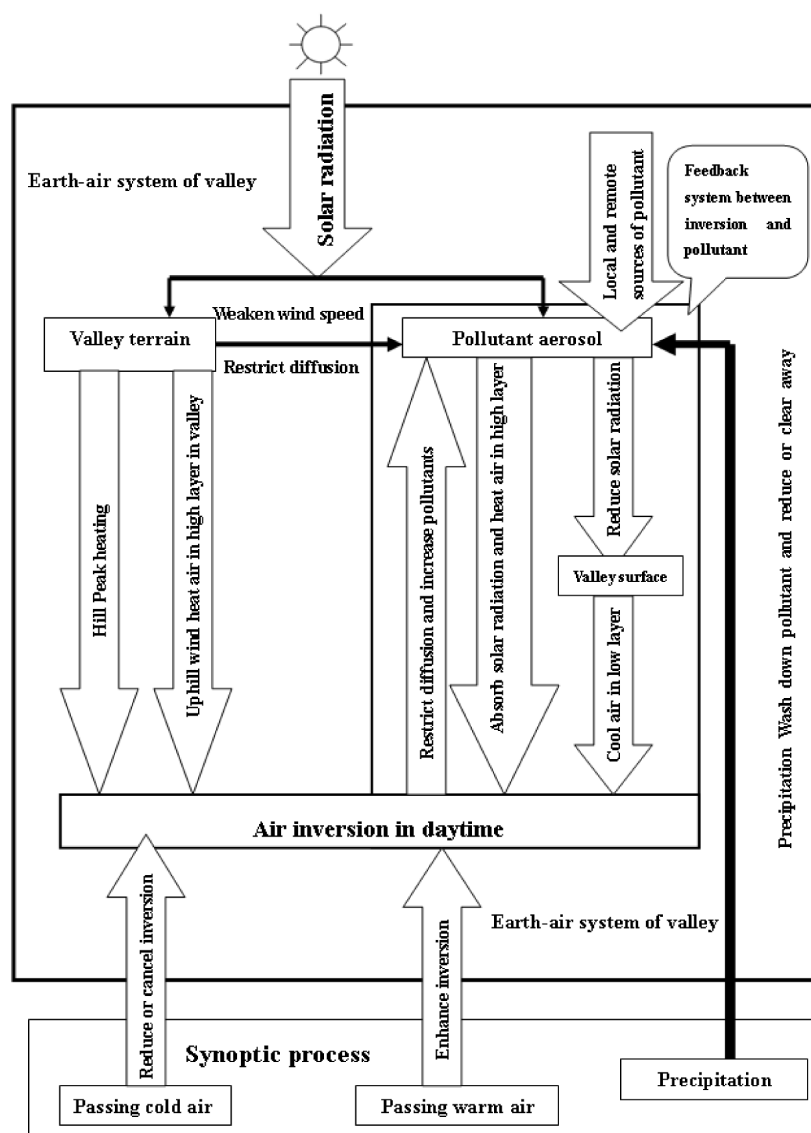 Solar radiation
Earth-air system of valley
Local and remote
sources of pollutant
Feedback
system between
inversion and
pollutant
Weaken wind speed
Valley terrain
Pollutant aerosol
Restrict diffusion
Hill Peak heating
Uphill wind heat air in high layer in valley
Restrict diffusion and increase pollutants
Absorb solar radiation and heat air in high layer
Reduce solar radiation
Valley surface
Cool air in low layer
Precipitation Wash down pollutant and reduce or clear away
Air inversion in daytime
Reduce or cancel inversion
Enhance inversion
Earth-air system of valley
Synoptic process
Passing cold air
Passing warm air
Precipitation